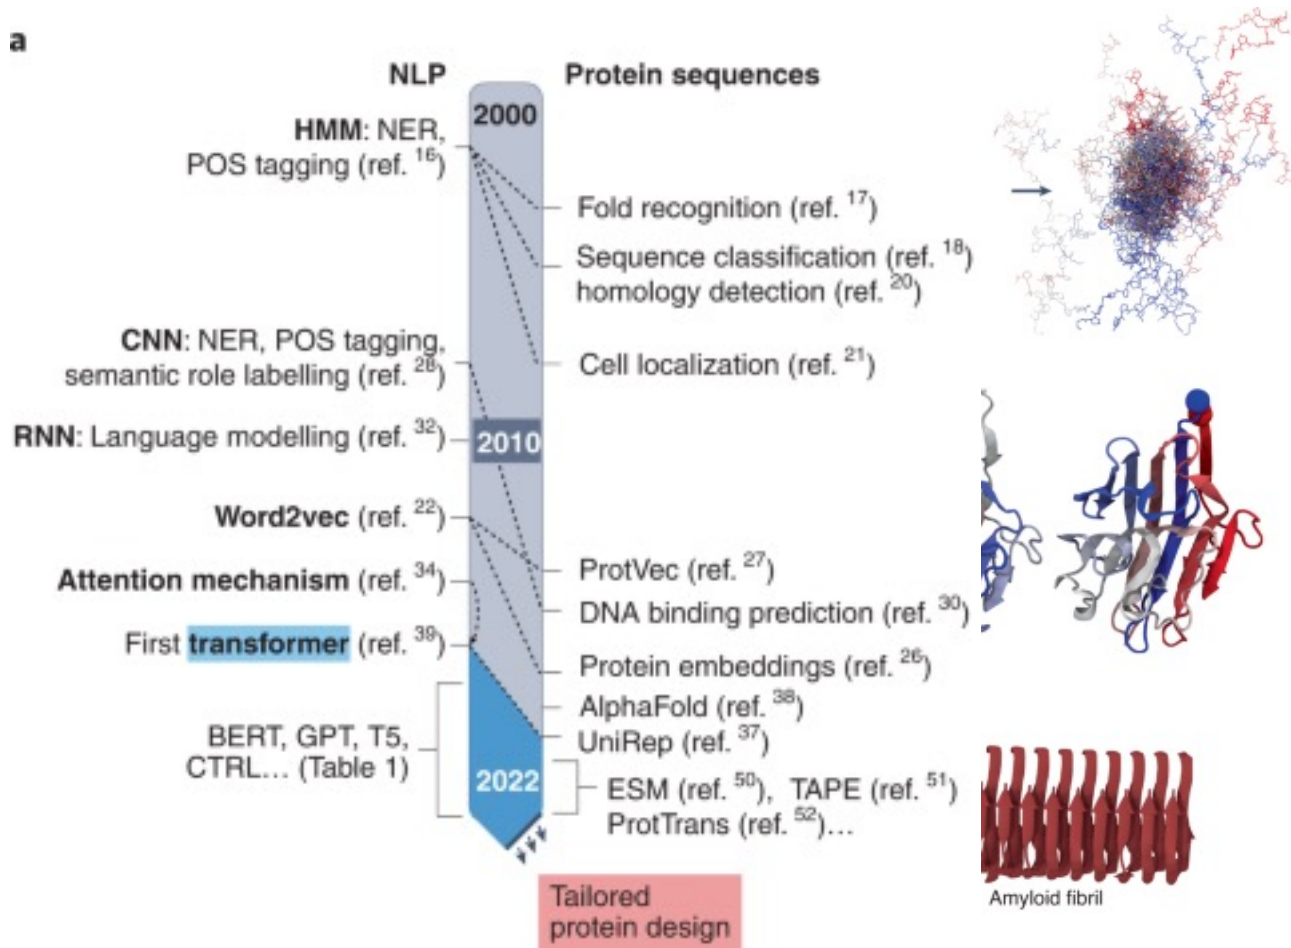 a
NLP
Protein sequences
2000
HMM: NER,
POS tagging (ref. 16)
Fold recognition (ref. 17)
Sequence classification (ref. 18)
homology detection (ref. 20)
CNN: NER, POS tagging,
semantic role labelling (ref. 28)
Cell localization (ref. 21)
RNN: Language modelling (ref. 32)
2010
Word2vec (ref. 22)
ProtVec (ref. 27)
Attention mechanism (ref. 34)
DNA binding prediction (ref. 30)
First transformer (ref. 39)
Protein embeddings (ref. 26)
AlphaFold (ref. 38)
UniRep (ref. 37)
BERT, GPT, T5,
CTRL... (Table 1)
2022
ESM (ref. 50), TAPE (ref. 51)
ProtTrans (ref. 52)...
Tailored
protein design
Amyloid fibril